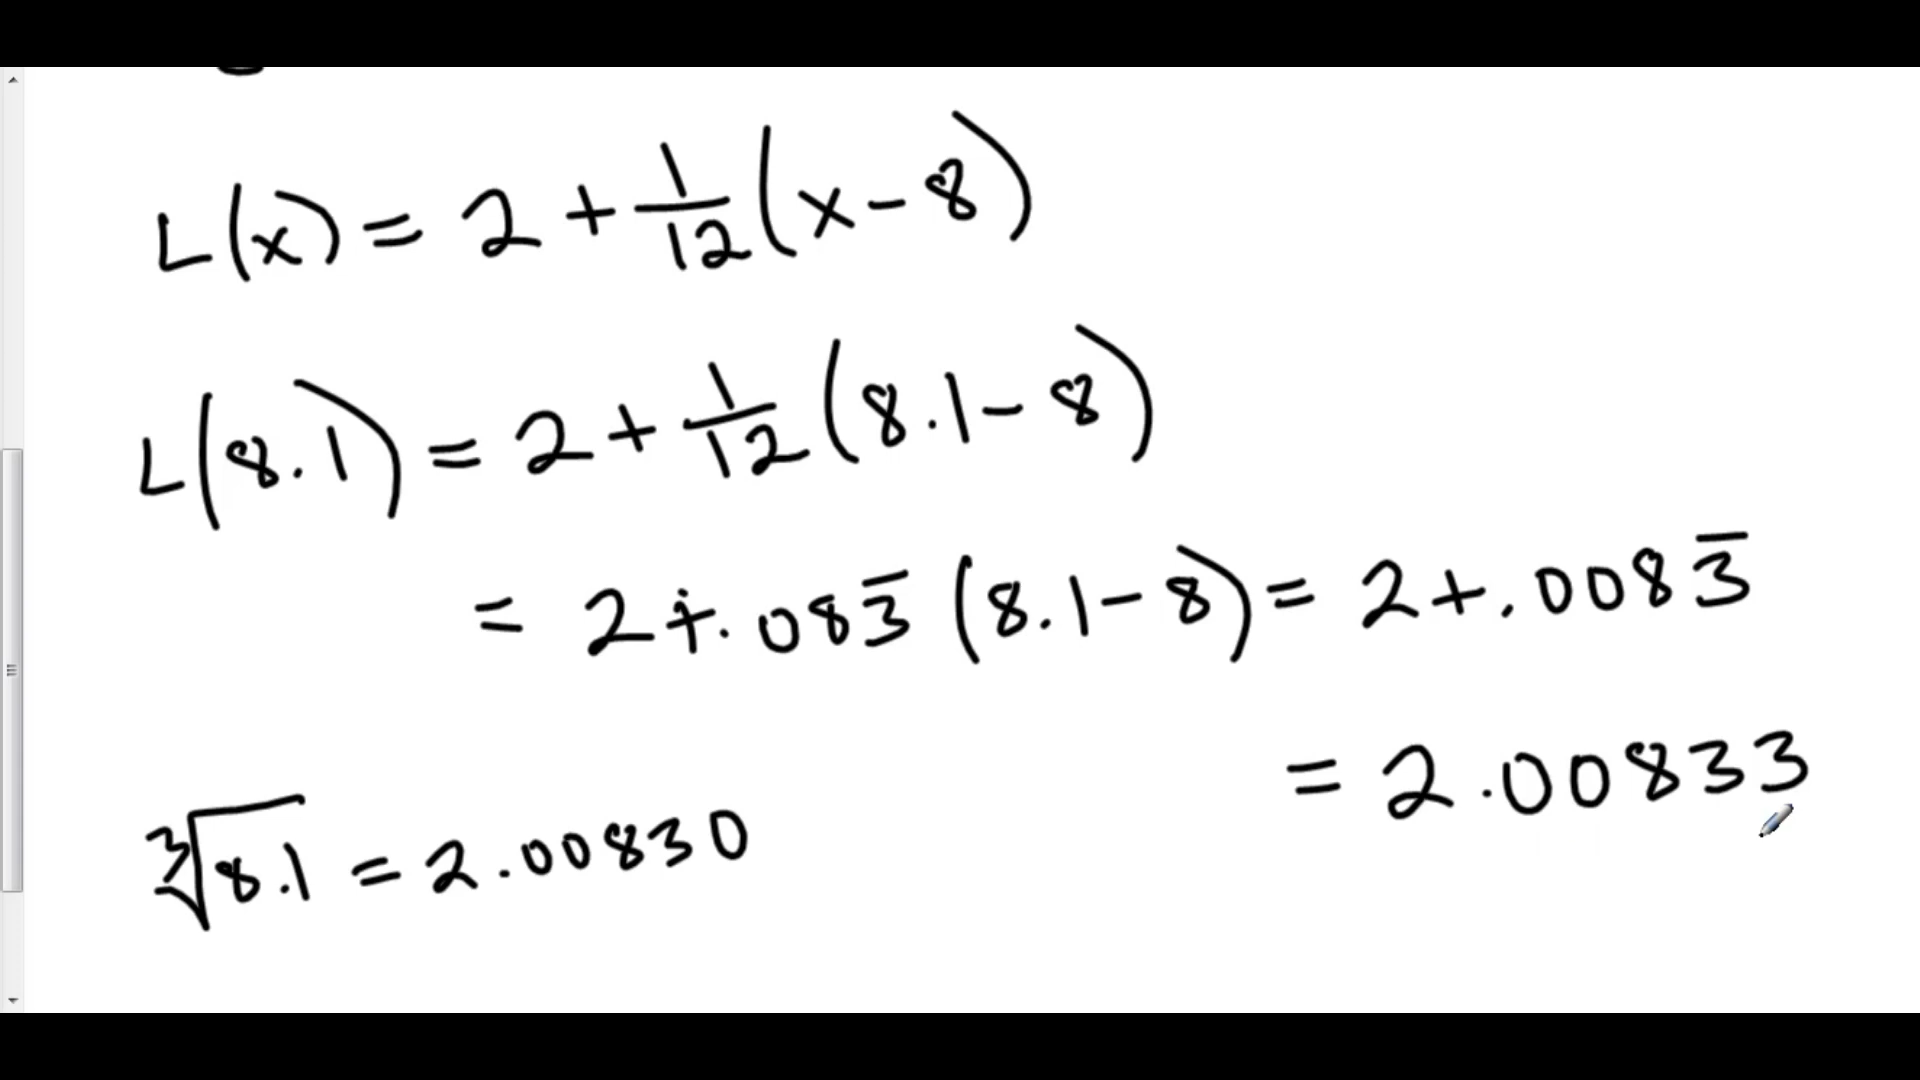 L(x) = 2 + 1/12 (x - 8)
L(8.1) = 2 + 1/12 (8.1 - 8)
= 2 + .083̅ (8.1 - 8) = 2 + .0083̅
= 2.00833
∛8.1 = 2.00830